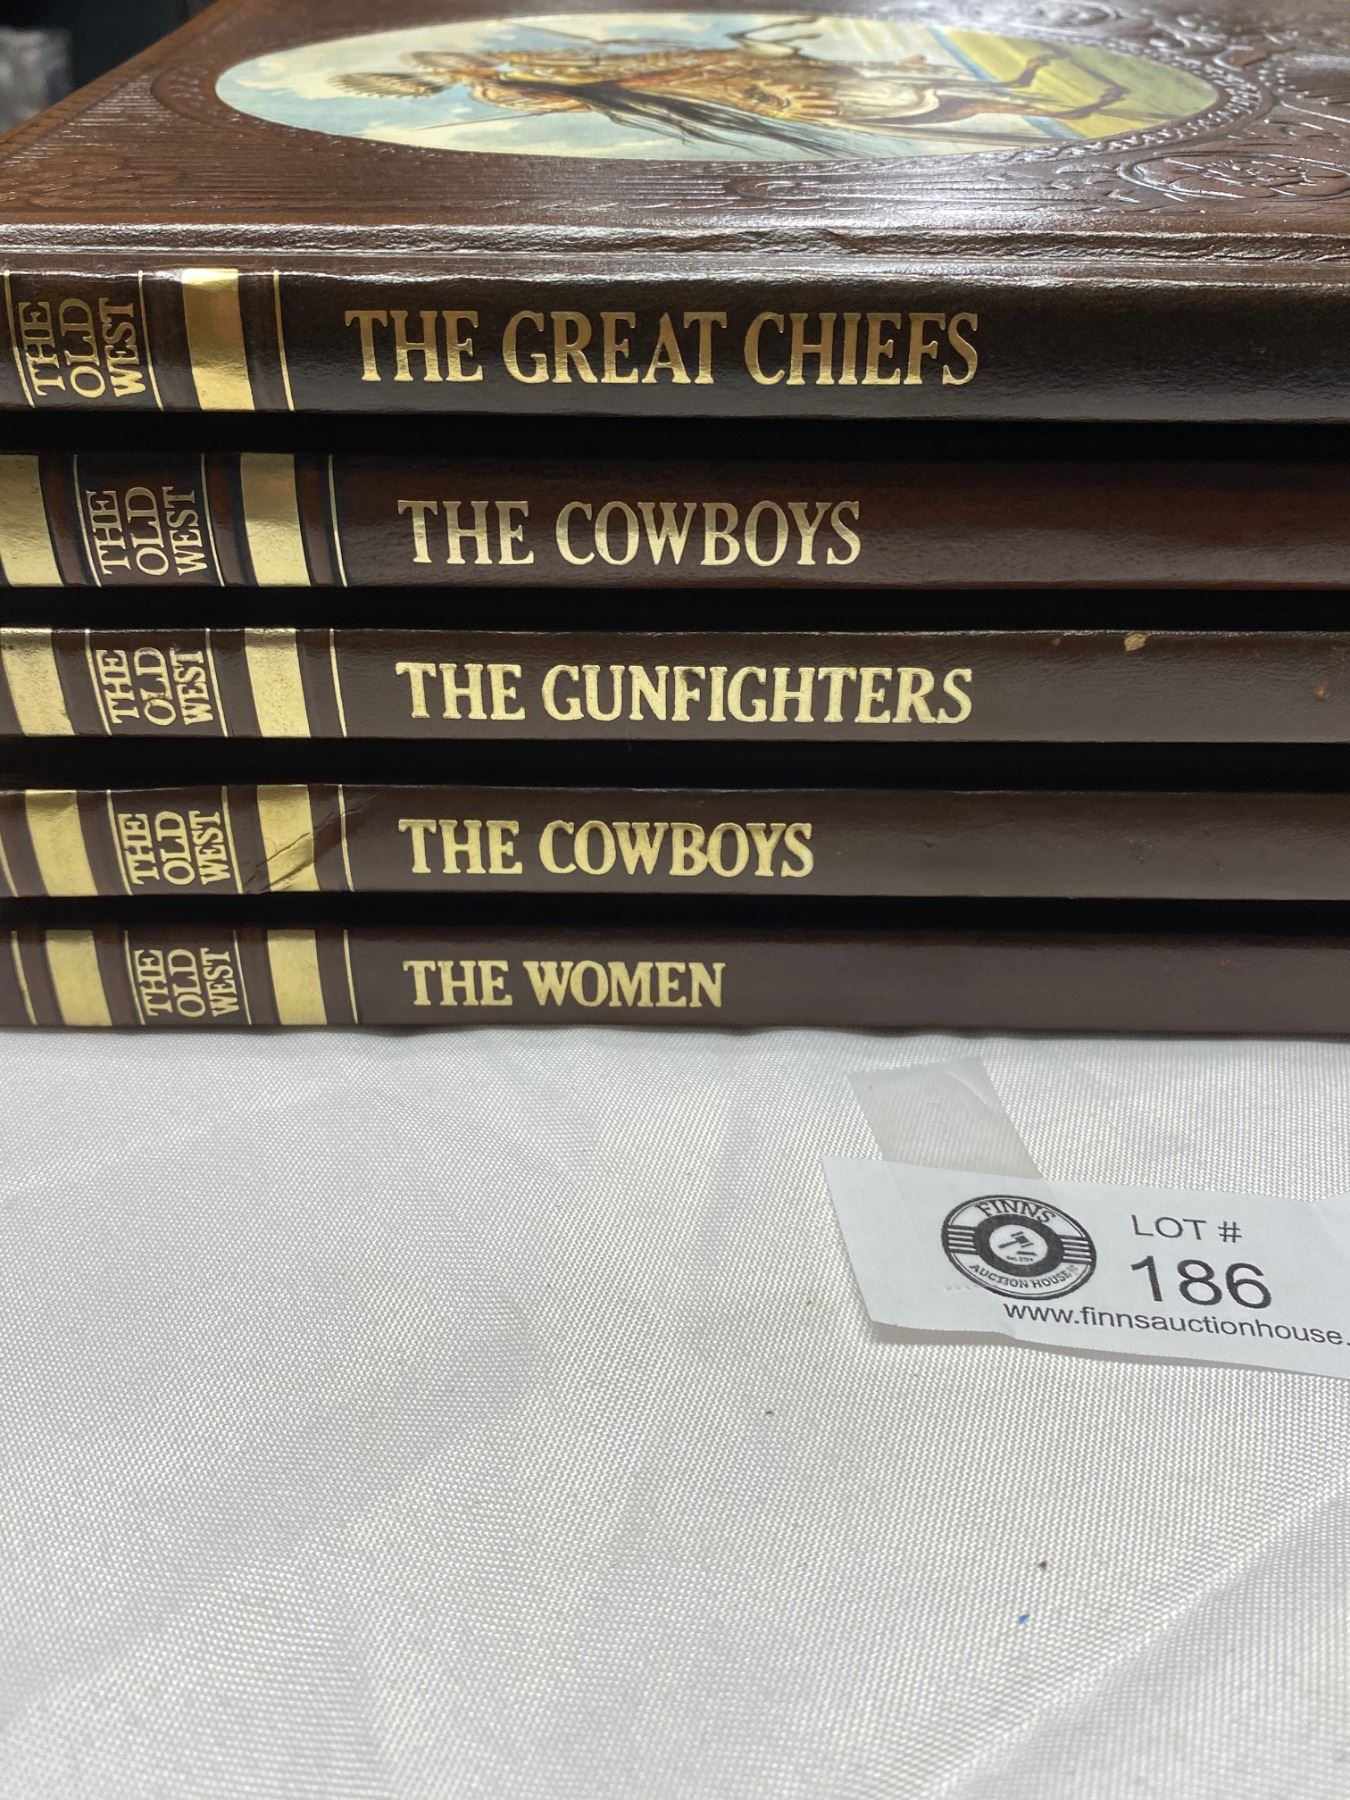 THE
OLD
WEST
THE GREAT CHIEFS
THE
OLD
WEST
THE COWBOYS
THE
OLD
WEST
THE GUNFIGHTERS
THE
OLD
WEST
THE COWBOYS
THE
OLD
WEST
THE WOMEN
FINNS
AUCTION HOUSE
LOT #
186
www.finnsauctionhouse.